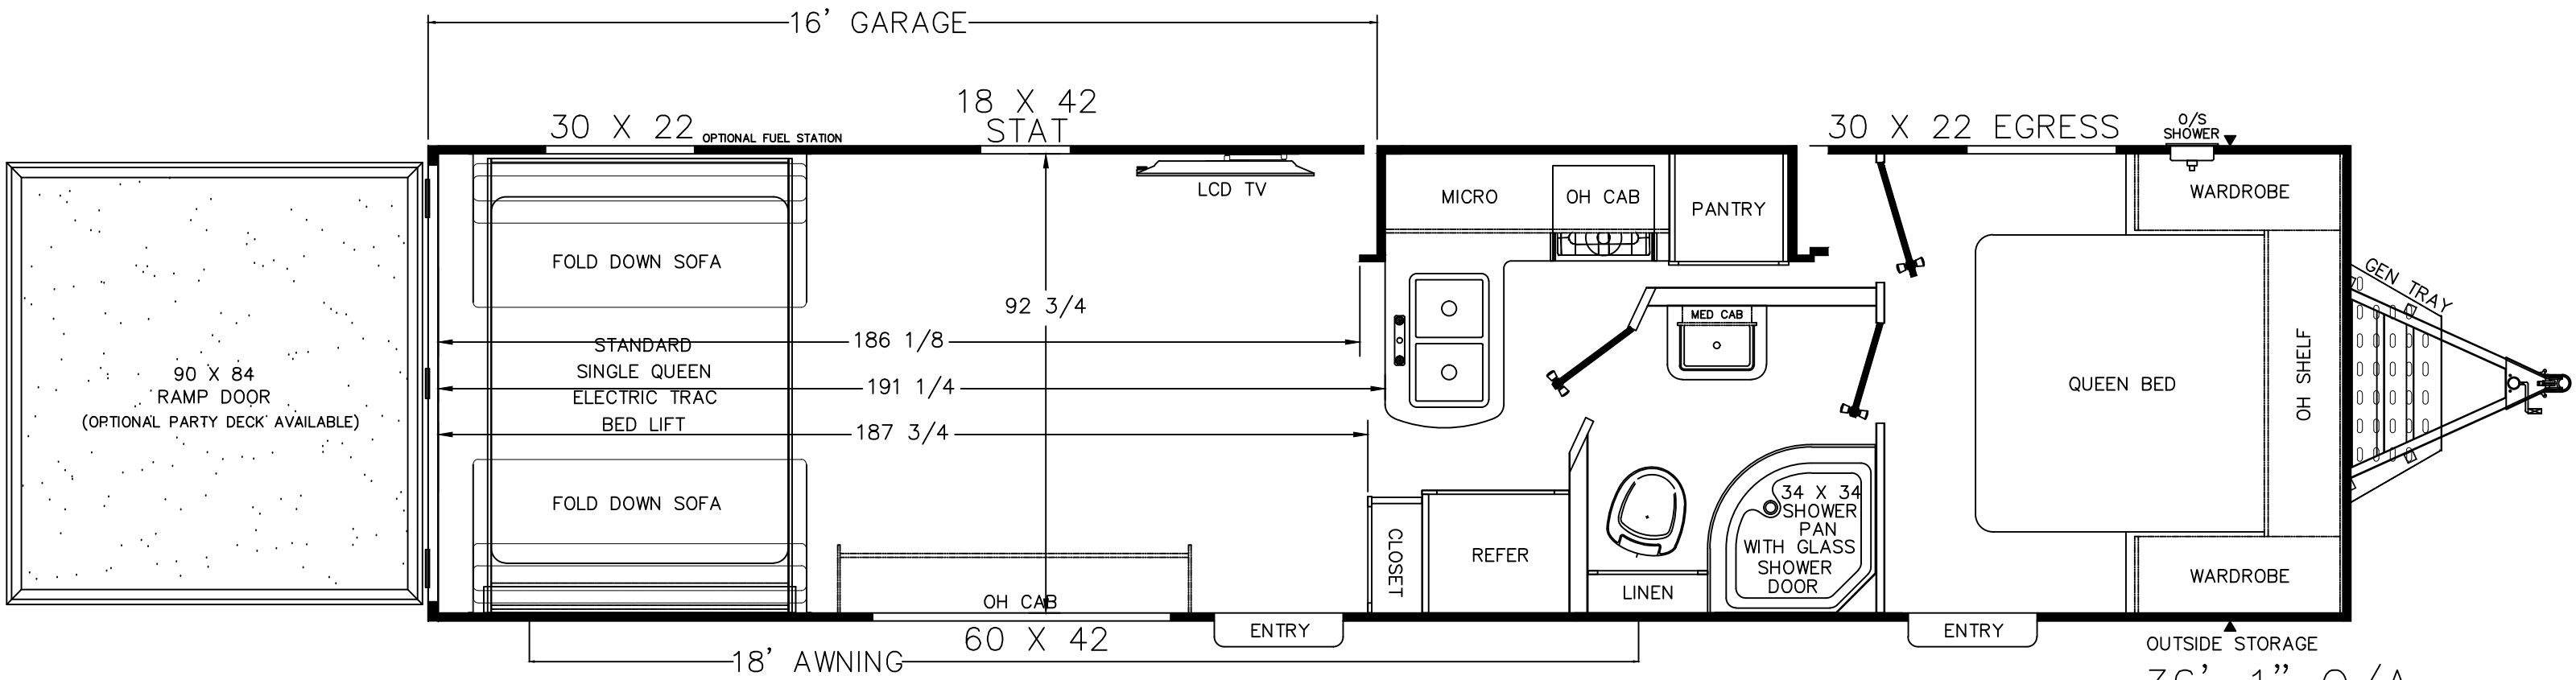 16' GARAGE
18 X 42
STAT
30 X 22
OPTIONAL FUEL STATION
30 X 22 EGRESS
O/S
SHOWER
LCD TV
MICRO
OH CAB
PANTRY
WARDROBE
FOLD DOWN SOFA
92 3/4
GEN TRAY
MED CAB
186 1/8
STANDARD
SINGLE QUEEN
ELECTRIC TRAC
BED LIFT
191 1/4
187 3/4
90 X 84
RAMP DOOR
(OPTIONAL PARTY DECK AVAILABLE)
QUEEN BED
OH SHELF
FOLD DOWN SOFA
34 X 34
SHOWER
PAN
WITH GLASS
SHOWER
DOOR
CLOSET
REFER
LINEN
WARDROBE
OH CAB
ENTRY
ENTRY
60 X 42
18' AWNING
OUTSIDE STORAGE
36' 1" O/A